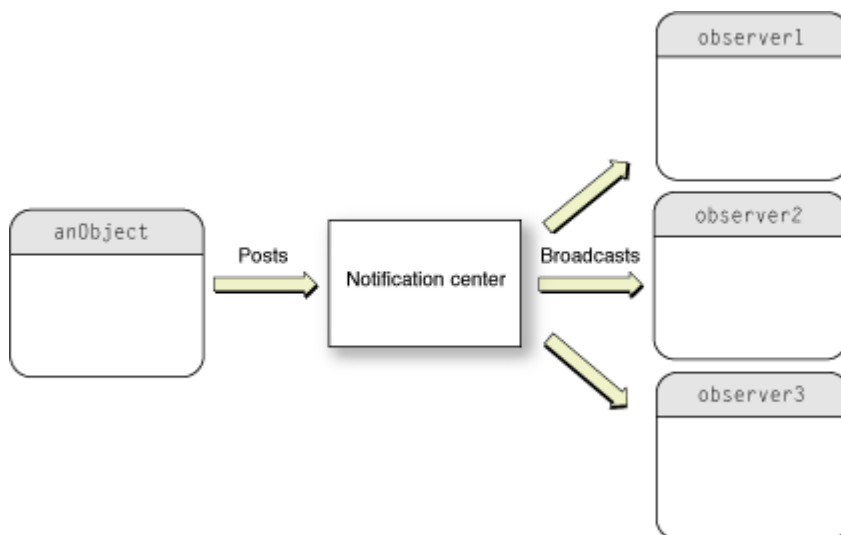 observer1
anObject
Posts
Notification center
Broadcasts
observer2
observer3